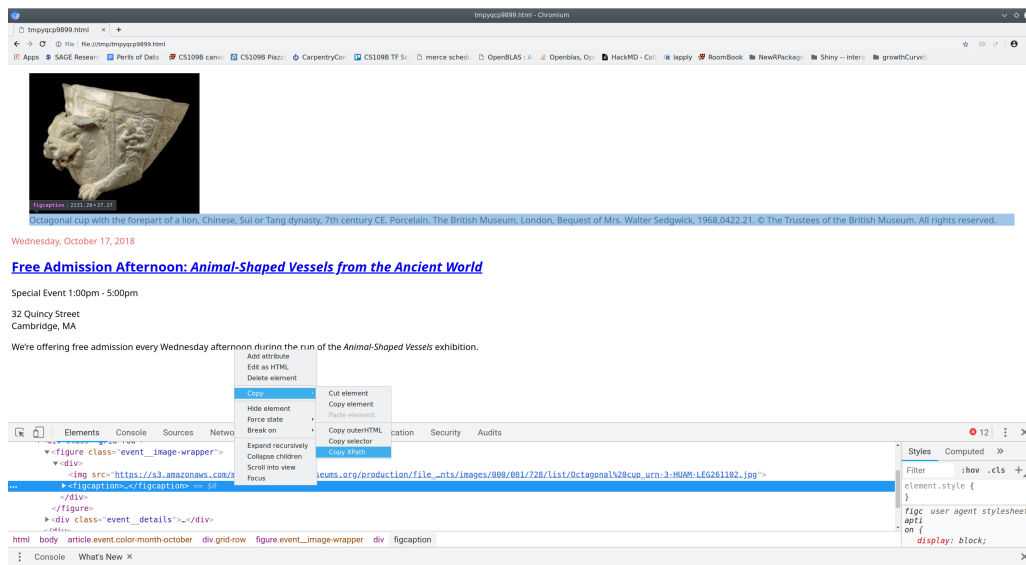 tmpyqcp9899.html - Chromium
tmpyqcp9899.html × +
File | file:///tmp/tmpyqcp9899.html
Apps SAGE Resear Perils of Data CS109B canv CS109B Piazz CarpentryCon CS109B TF Sc merce sched OpenBLAS : A Openblas, Op HackMD - Coll lapply RoomBook NewRPackage Shiny -- intera growthCurveS
figcaption | 2231.28×27.27
Octagonal cup with the forepart of a lion, Chinese, Sui or Tang dynasty, 7th century CE. Porcelain. The British Museum, London, Bequest of Mrs. Walter Sedgwick, 1968,0422.21. © The Trustees of the British Museum. All rights reserved.
Wednesday, October 17, 2018
Free Admission Afternoon: Animal-Shaped Vessels from the Ancient World
Special Event 1:00pm - 5:00pm
32 Quincy Street
Cambridge, MA
We're offering free admission every Wednesday afternoon during the run of the Animal-Shaped Vessels exhibition.
Add attribute
Edit as HTML
Delete element
Copy
Hide element
Force state
Break on
Expand recursively
Collapse children
Scroll into view
Focus
Cut element
Copy element
Paste element
Copy outerHTML
Copy selector
Copy XPath
Elements Console Sources Netwo cation Security Audits 12
<figure class="event__image-wrapper">
<div>
<img src="https://s3.amazonaws.com/m seums.org/production/file_…nts/images/000/001/728/list/Octagonal%20cup_urn-3-HUAM-LEG261102.jpg">
<figcaption>…</figcaption> == $0
</div>
</figure>
<div class="event__details">…</div>
html body article.event.color-month-october div.grid-row figure.event__image-wrapper div figcaption
Styles Computed »
Filter :hov .cls +
element.style {
}
figc user agent stylesheet
apti
on {
display: block;
Console What's New ×